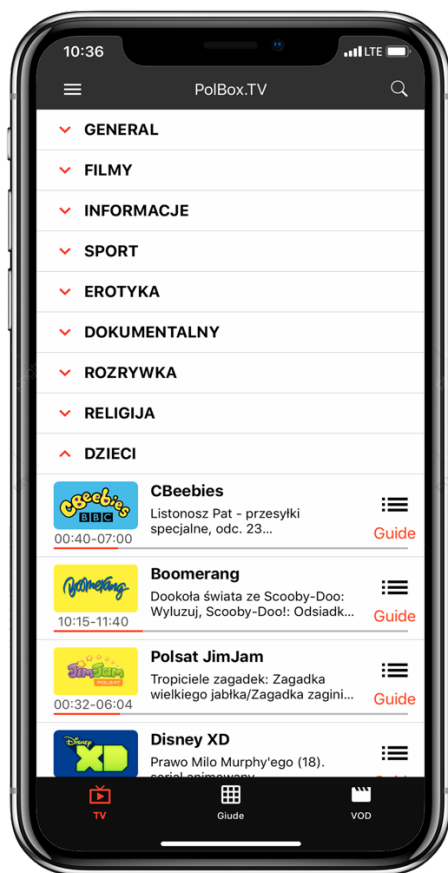 10:36 LTE
PolBox.TV
GENERAL
FILMY
INFORMACJE
SPORT
EROTYKA
DOKUMENTALNY
ROZRYWKA
RELIGIJA
DZIECI
CBeebies
BBC
CBeebies
Listonosz Pat - przesyłki
specjalne, odc. 23...
00:40-07:00
Guide
Boomerang
Boomerang
Dookoła świata ze Scooby-Doo:
Wyluzuj, Scooby-Doo!: Odsiadk...
10:15-11:40
Guide
JimJam
POLSAT
Polsat JimJam
Tropiciele zagadek: Zagadka
wielkiego jabłka/Zagadka zagini...
00:32-06:04
Guide
Disney
XD
Disney XD
Prawo Milo Murphy'ego (18).
serial animowany
TV
Giude
VOD